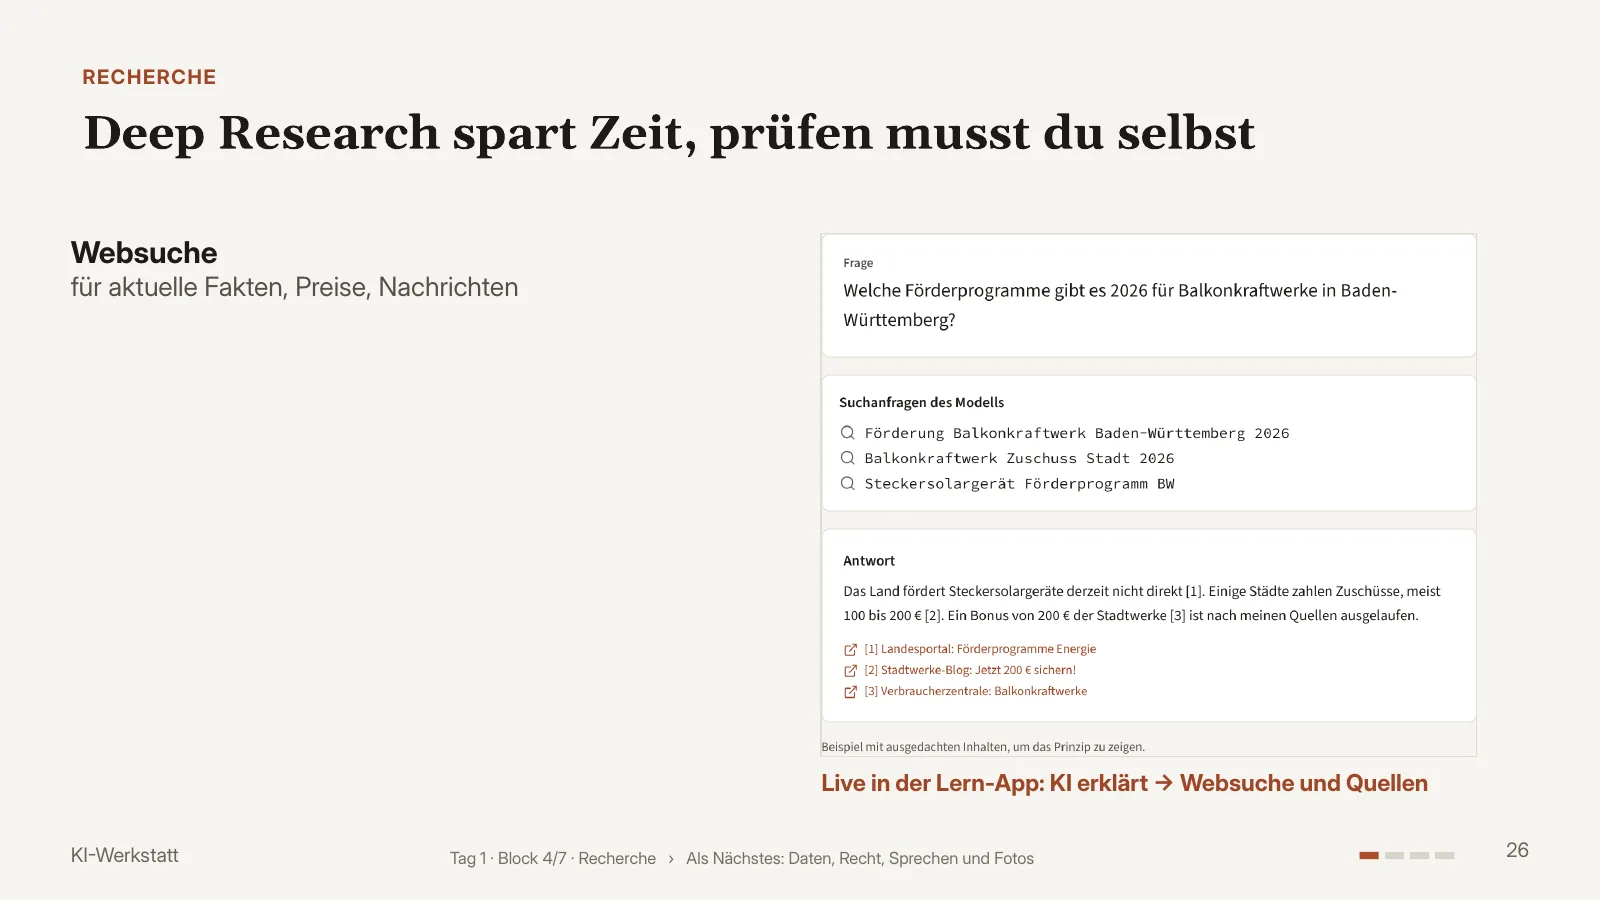 RECHERCHE
Deep Research spart Zeit, prüfen musst du selbst
Websuche
für aktuelle Fakten, Preise, Nachrichten
Frage
Welche Förderprogramme gibt es 2026 für Balkonkraftwerke in Baden-
Württemberg?
Suchanfragen des Modells
Förderung Balkonkraftwerk Baden-Württemberg 2026
Balkonkraftwerk Zuschuss Stadt 2026
Steckersolargerät Förderprogramm BW
Antwort
Das Land fördert Steckersolargeräte derzeit nicht direkt [1]. Einige Städte zahlen Zuschüsse, meist
100 bis 200 € [2]. Ein Bonus von 200 € der Stadtwerke [3] ist nach meinen Quellen ausgelaufen.
[1] Landesportal: Förderprogramme Energie
[2] Stadtwerke-Blog: Jetzt 200 € sichern!
[3] Verbraucherzentrale: Balkonkraftwerke
Beispiel mit ausgedachten Inhalten, um das Prinzip zu zeigen.
Live in der Lern-App: KI erklärt → Websuche und Quellen
KI-Werkstatt
Tag 1 · Block 4/7 · Recherche › Als Nächstes: Daten, Recht, Sprechen und Fotos
26